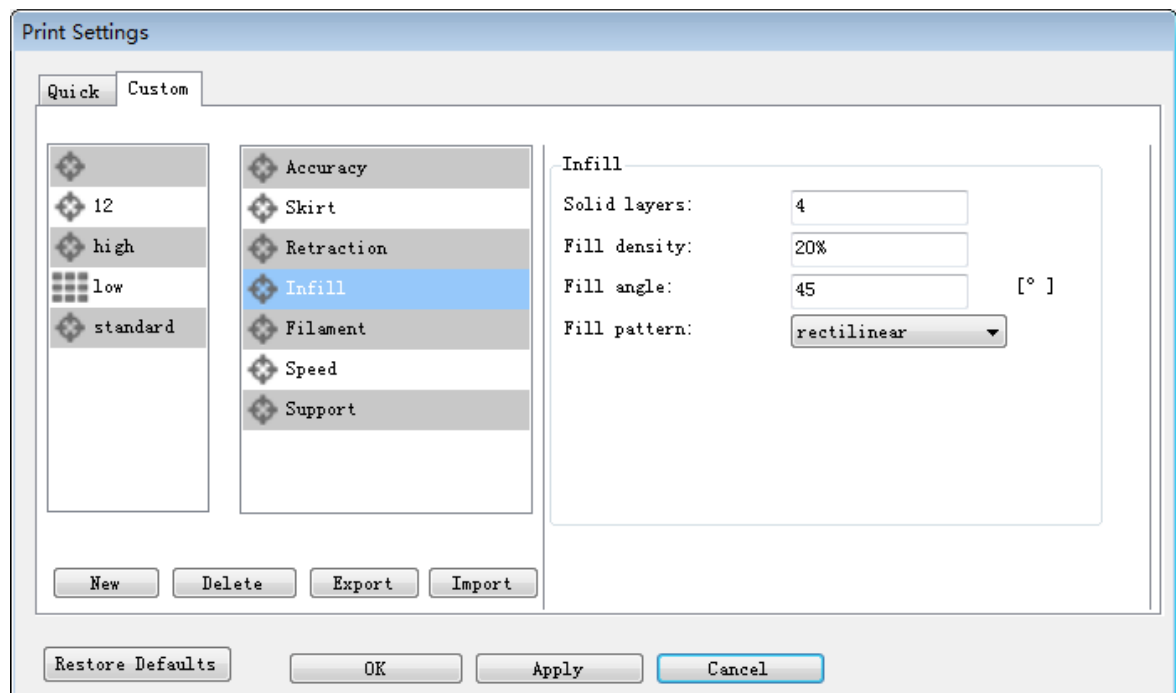 Print Settings
Quick Custom
12
high
low
standard
Accuracy
Skirt
Retraction
Infill
Filament
Speed
Support
Infill
Solid layers: 4
Fill density: 20%
Fill angle: 45 [° ]
Fill pattern: rectilinear
New Delete Export Import
Restore Defaults OK Apply Cancel